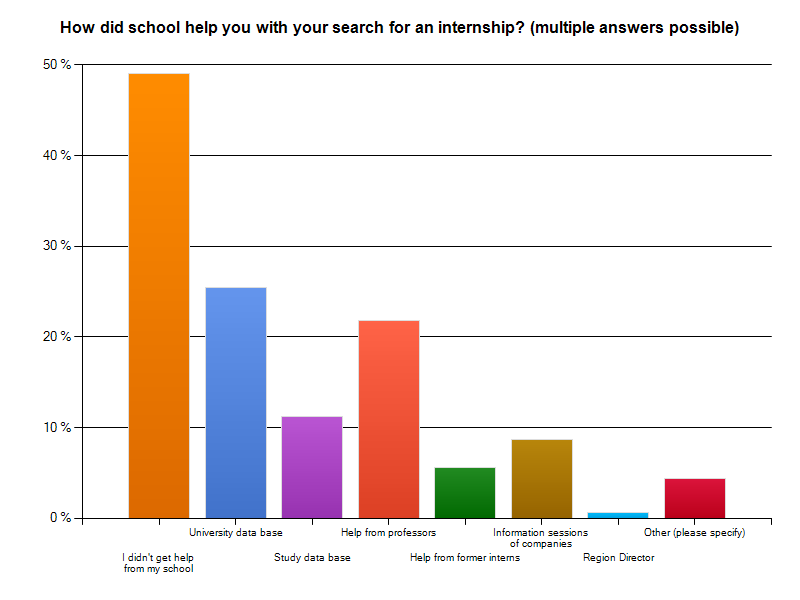 How did school help you with your search for an internship? (multiple answers possible)
50 %
40 %
30 %
20 %
10 %
0 %
University data base
Help from professors
Information sessions
of companies
Other (please specify)
I didn't get help
from my school
Study data base
Help from former interns
Region Director